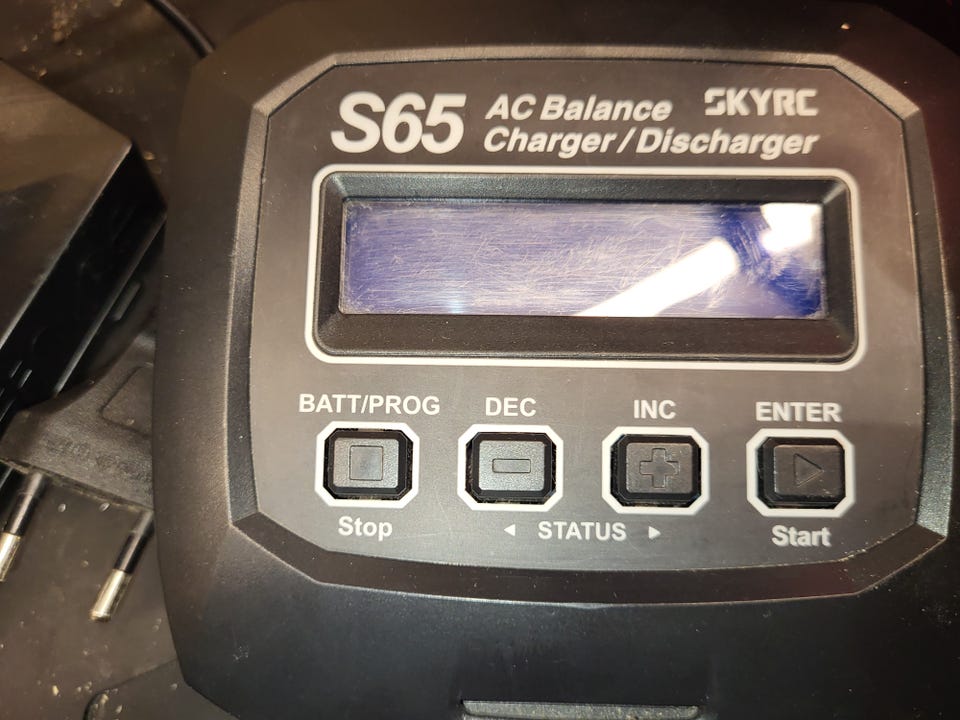 S65 AC Balance SKYRC
Charger / Discharger
BATT/PROG DEC INC ENTER
Stop ◄ STATUS ► Start